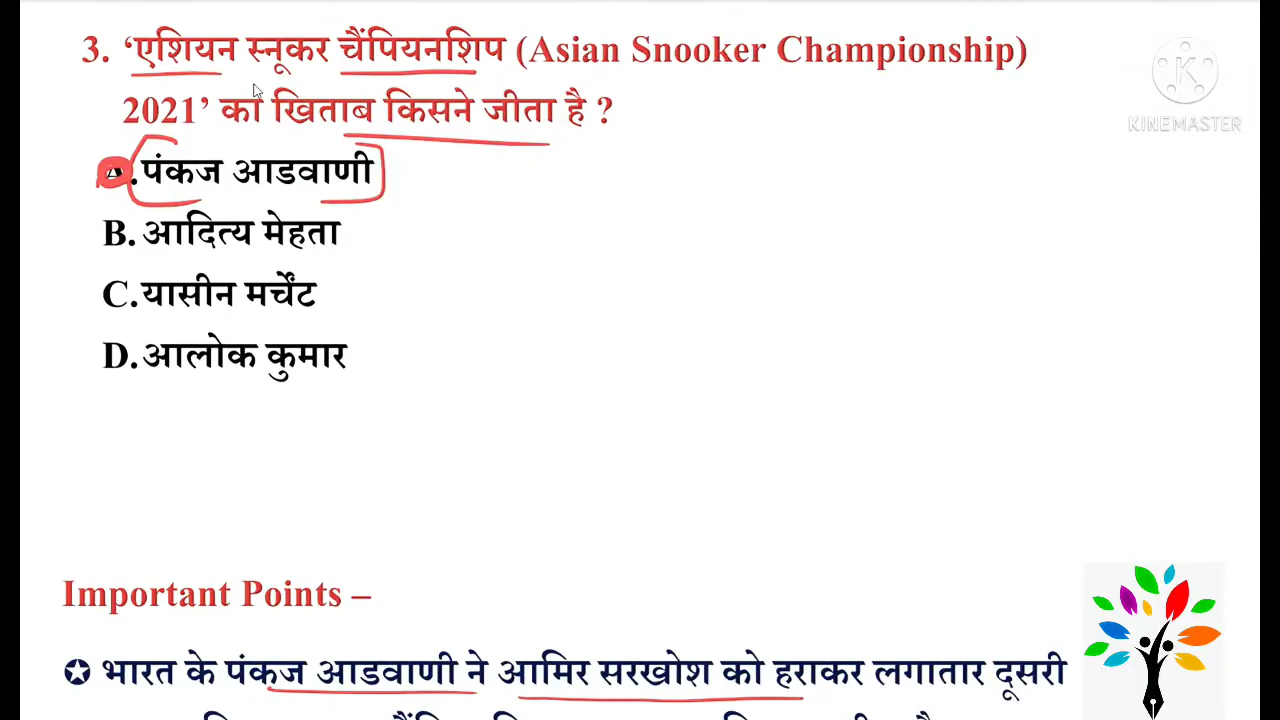 3. ‘एशियन स्नूकर चैंपियनशिप (Asian Snooker Championship)
2021’ का खिताब किसने जीता है ?
A. पंकज आडवाणी
B. आदित्य मेहता
C. यासीन मर्चेंट
D. आलोक कुमार
KINEMASTER
Important Points –
भारत के पंकज आडवाणी ने आमिर सरखोश को हराकर लगातार दूसरी